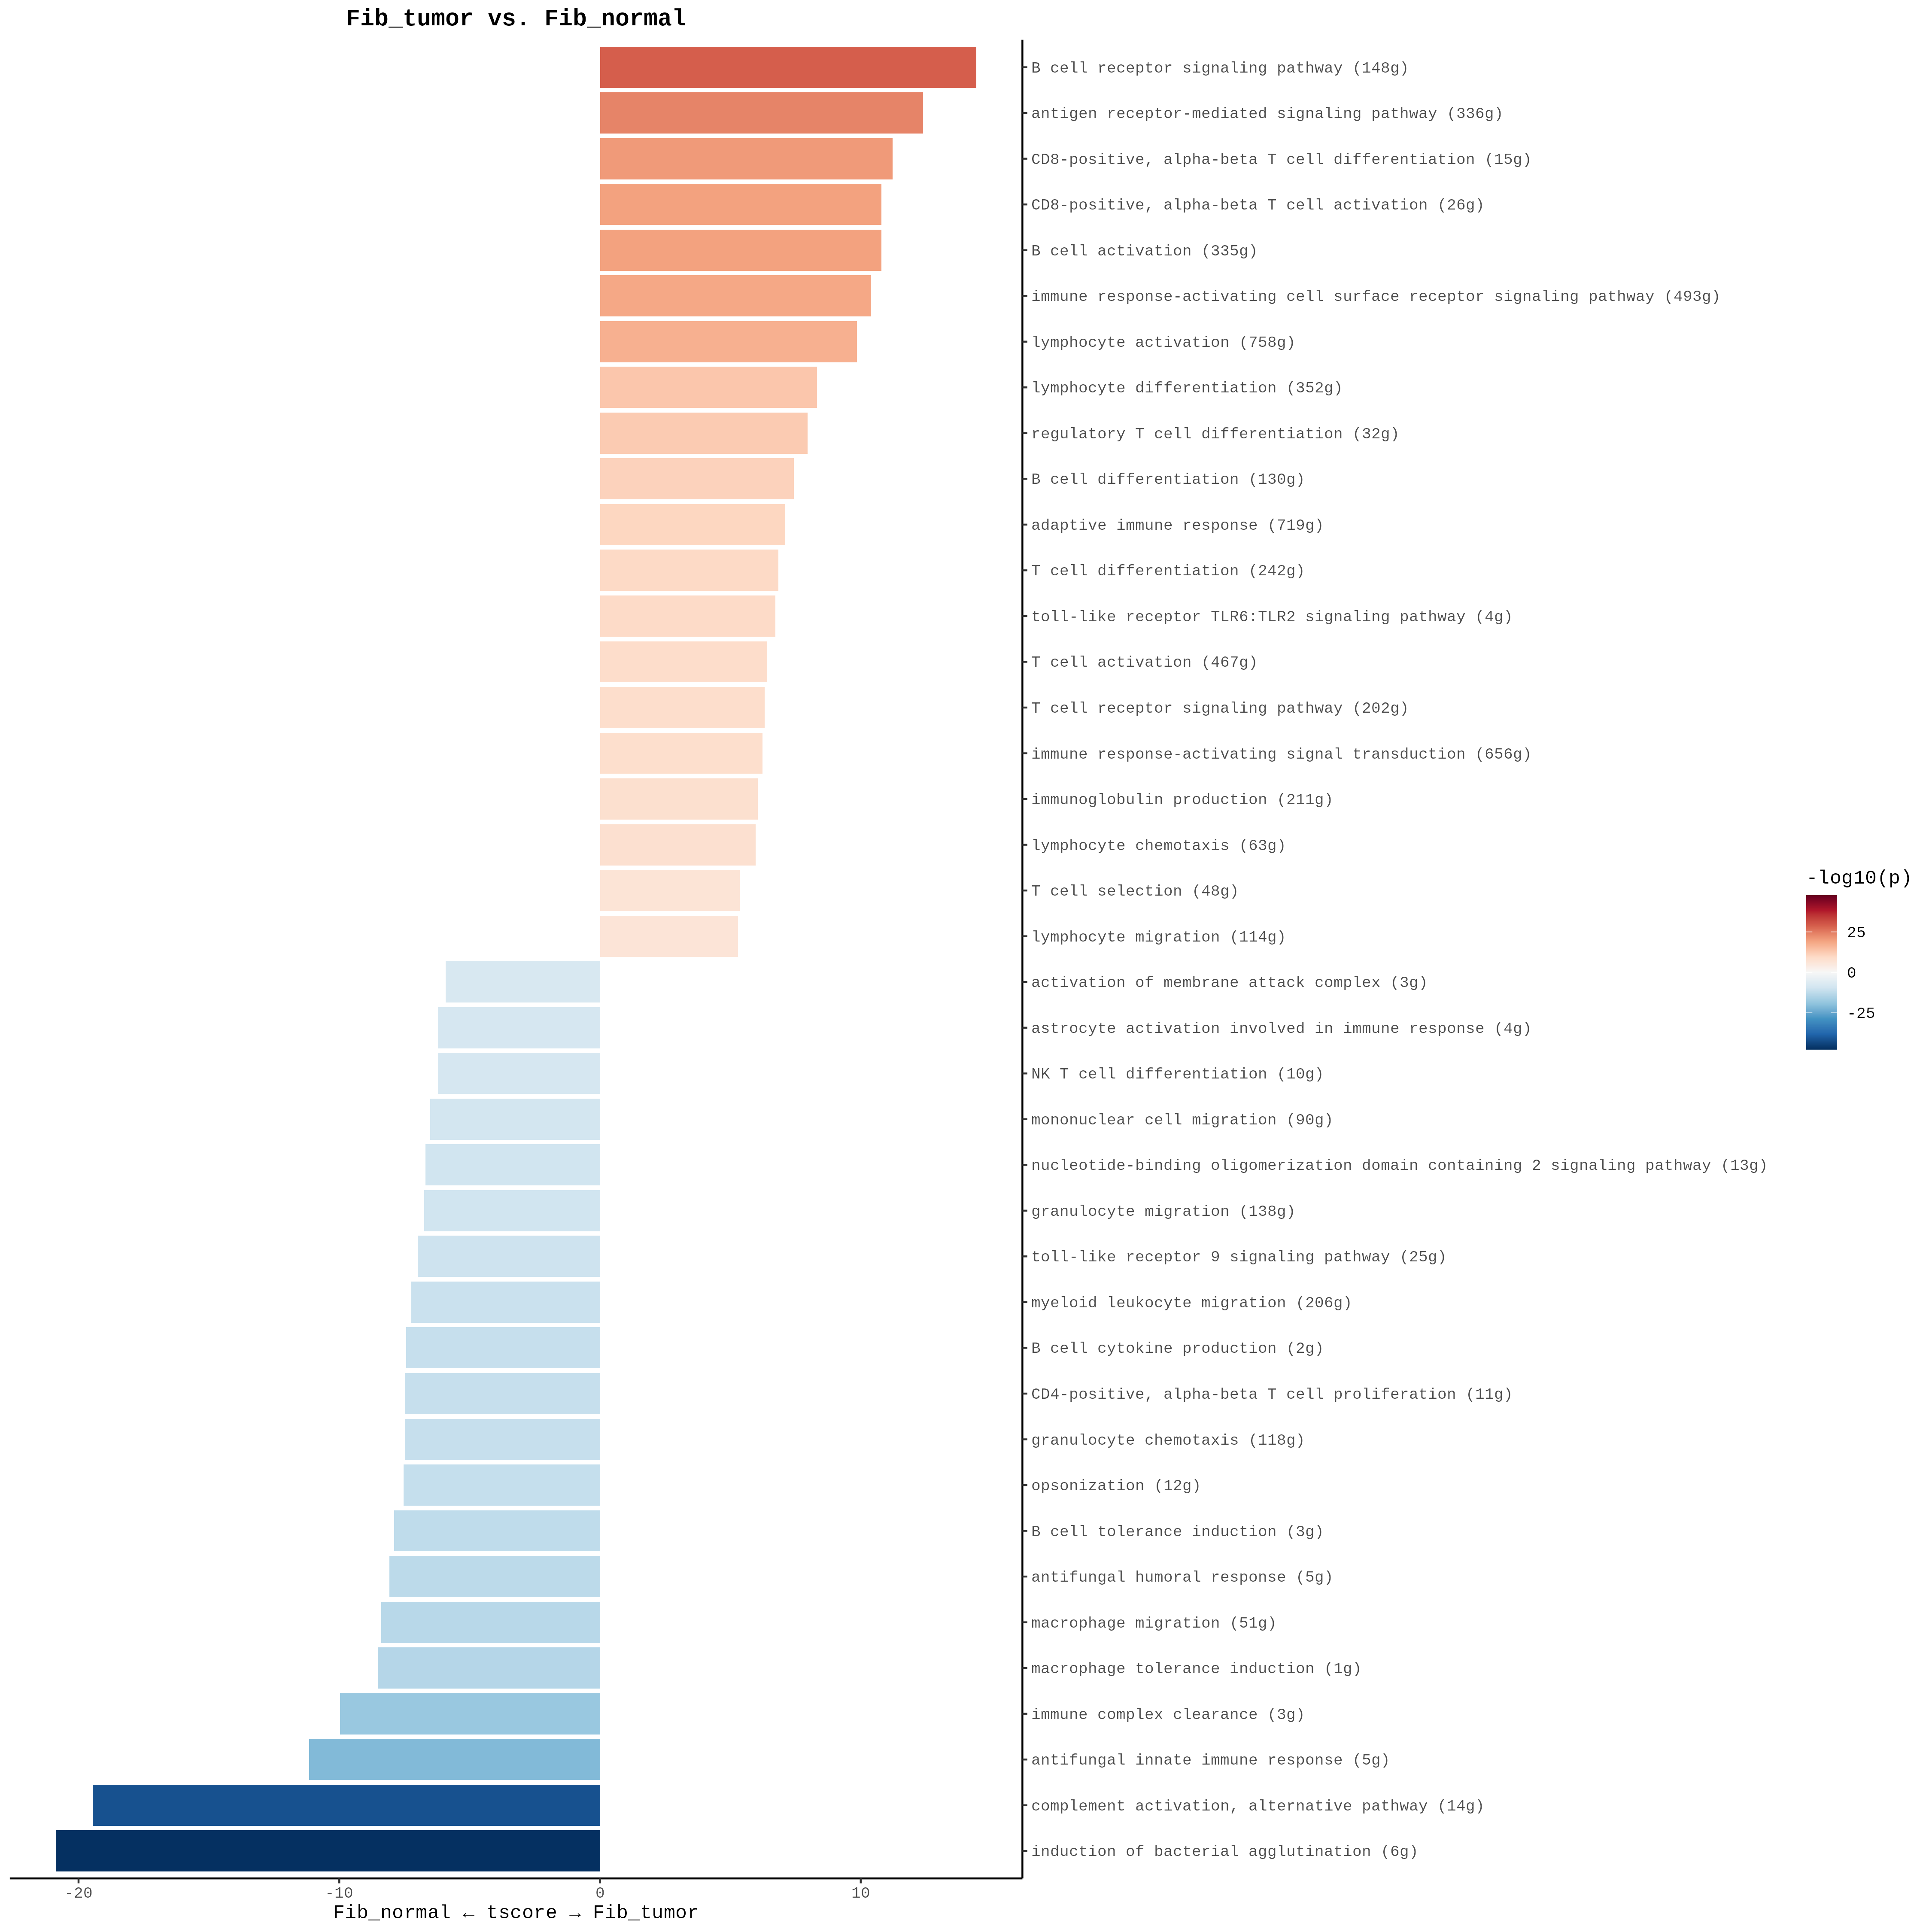 Fib_tumor vs. Fib_normal
B cell receptor signaling pathway (148g)
antigen receptor-mediated signaling pathway (336g)
CD8-positive, alpha-beta T cell differentiation (15g)
CD8-positive, alpha-beta T cell activation (26g)
B cell activation (335g)
immune response-activating cell surface receptor signaling pathway (493g)
lymphocyte activation (758g)
lymphocyte differentiation (352g)
regulatory T cell differentiation (32g)
B cell differentiation (130g)
adaptive immune response (719g)
T cell differentiation (242g)
toll-like receptor TLR6:TLR2 signaling pathway (4g)
T cell activation (467g)
T cell receptor signaling pathway (202g)
immune response-activating signal transduction (656g)
immunoglobulin production (211g)
lymphocyte chemotaxis (63g)
T cell selection (48g)
lymphocyte migration (114g)
activation of membrane attack complex (3g)
astrocyte activation involved in immune response (4g)
NK T cell differentiation (10g)
mononuclear cell migration (90g)
nucleotide-binding oligomerization domain containing 2 signaling pathway (13g)
granulocyte migration (138g)
toll-like receptor 9 signaling pathway (25g)
myeloid leukocyte migration (206g)
B cell cytokine production (2g)
CD4-positive, alpha-beta T cell proliferation (11g)
granulocyte chemotaxis (118g)
opsonization (12g)
B cell tolerance induction (3g)
antifungal humoral response (5g)
macrophage migration (51g)
macrophage tolerance induction (1g)
immune complex clearance (3g)
antifungal innate immune response (5g)
complement activation, alternative pathway (14g)
induction of bacterial agglutination (6g)
-20 -10 0 10
Fib_normal ← tscore → Fib_tumor
-log10(p)
25
0
-25